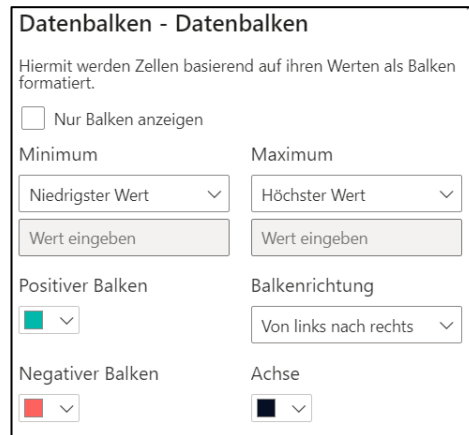 Datenbalken - Datenbalken
Hiermit werden Zellen basierend auf ihren Werten als Balken
formatiert.
Nur Balken anzeigen
Minimum
Maximum
Niedrigster Wert
Höchster Wert
Wert eingeben
Wert eingeben
Positiver Balken
Balkenrichtung
Von links nach rechts
Negativer Balken
Achse